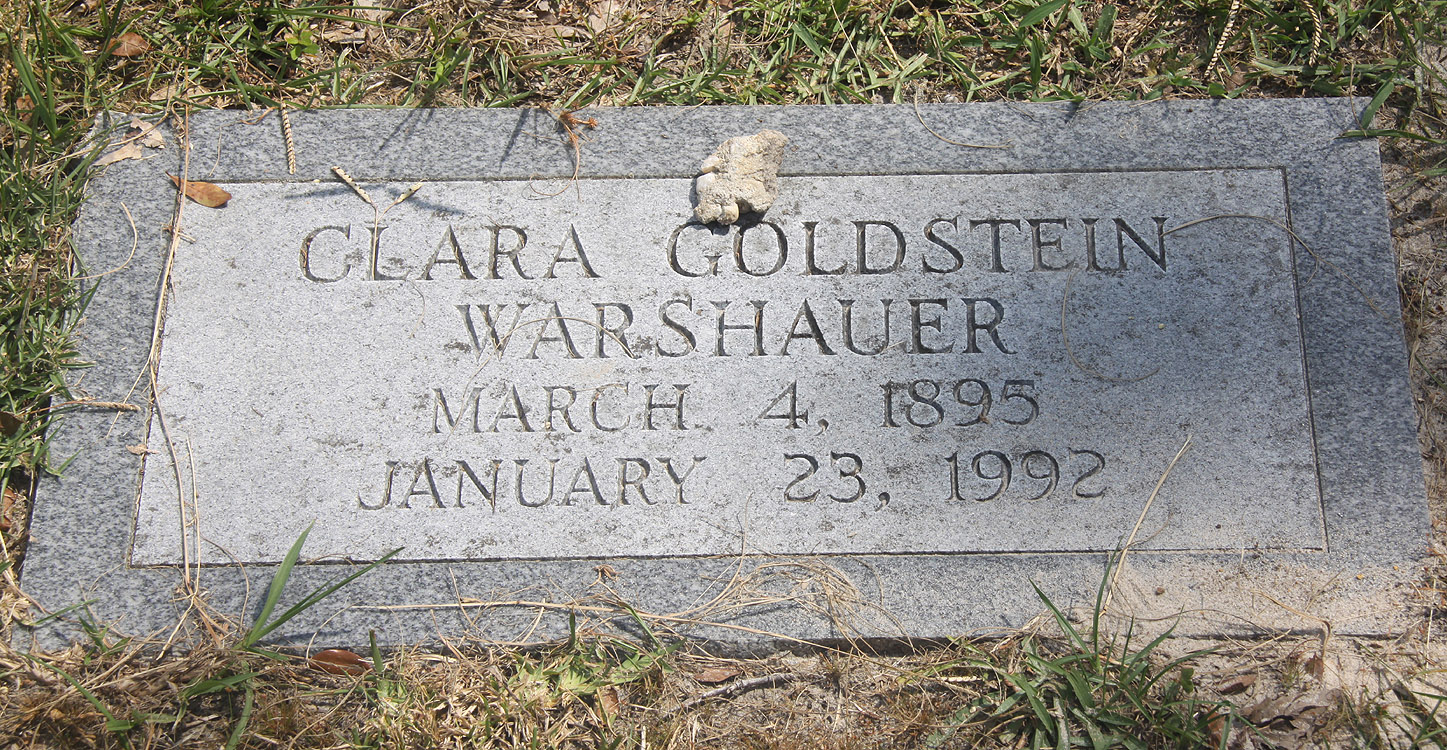 CLARA GOLDSTEIN
WARSHAUER
MARCH 4, 1895
JANUARY 23, 1992